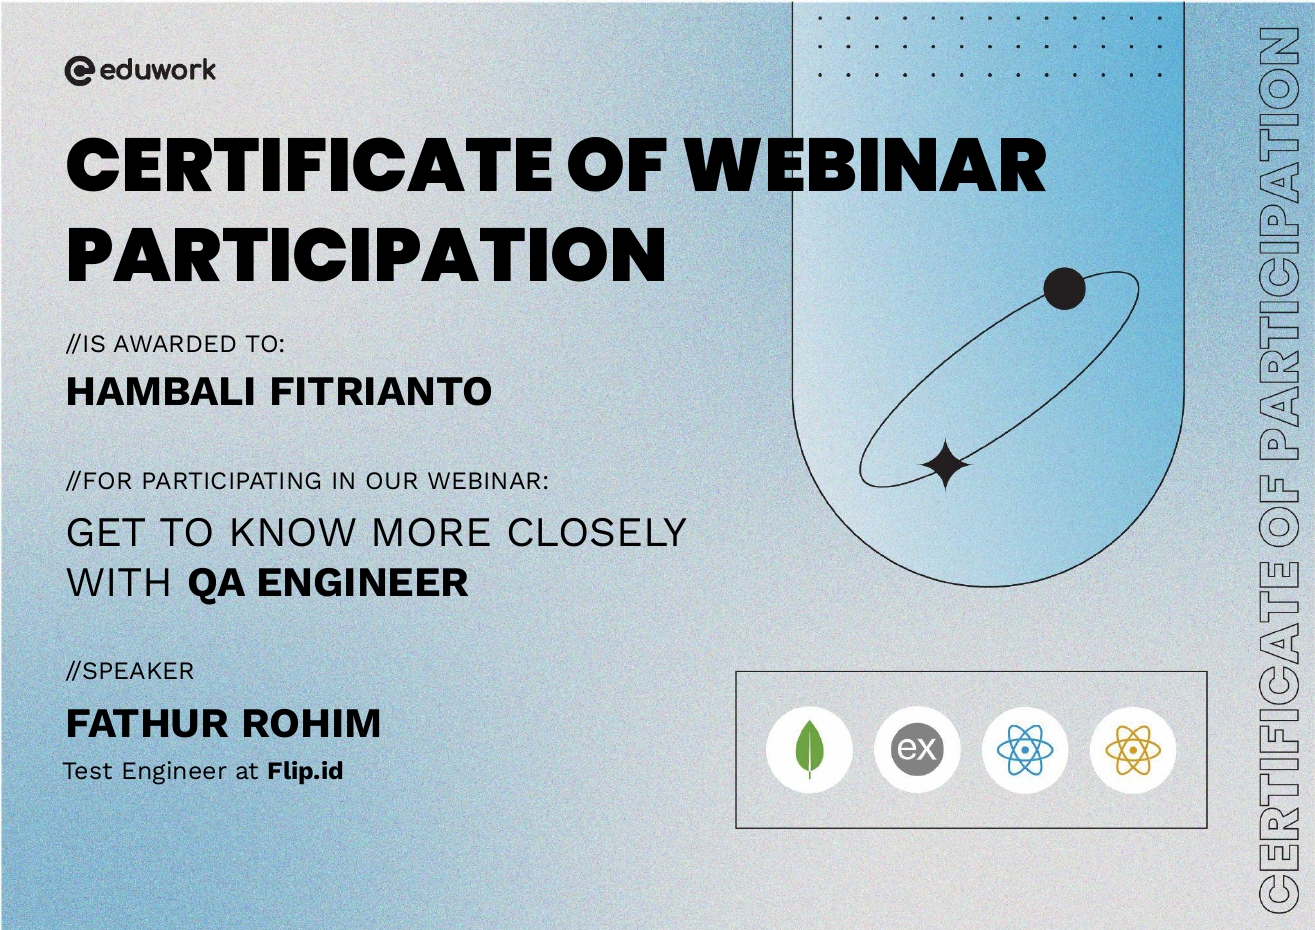 eduwork
CERTIFICATE OF WEBINAR
PARTICIPATION
//IS AWARDED TO:
HAMBALI FITRIANTO
//FOR PARTICIPATING IN OUR WEBINAR:
GET TO KNOW MORE CLOSELY
WITH QA ENGINEER
//SPEAKER
FATHUR ROHIM
Test Engineer at Flip.id
ex
CERTIFICATE OF PARTICIPATION